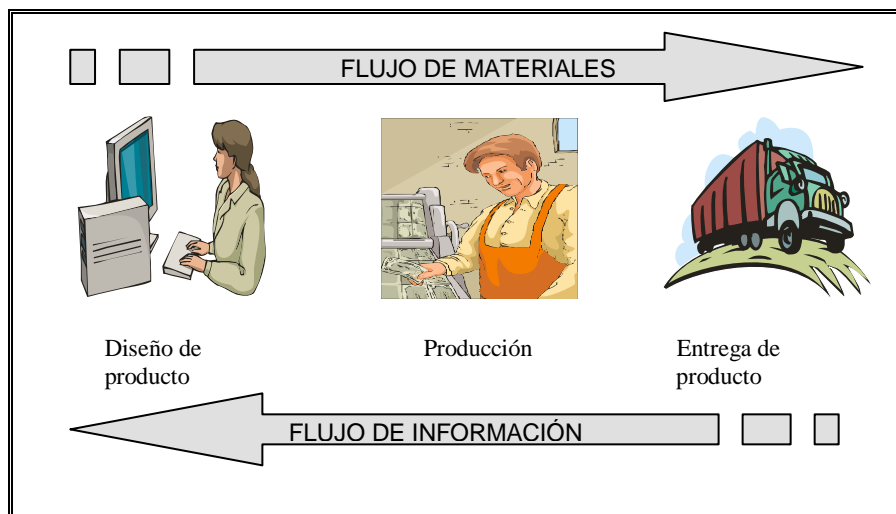 FLUJO DE MATERIALES
Diseño de
producto
Producción
Entrega de
producto
FLUJO DE INFORMACIÓN